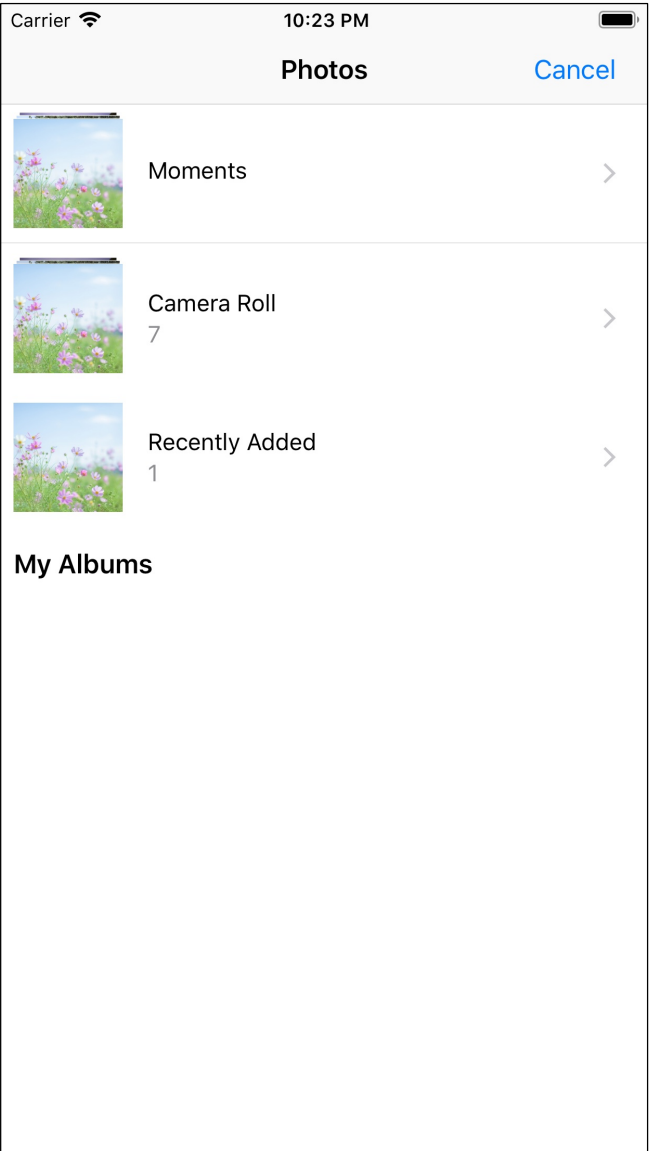 Carrier 10:23 PM
Photos Cancel
Moments
Camera Roll
7
Recently Added
1
My Albums